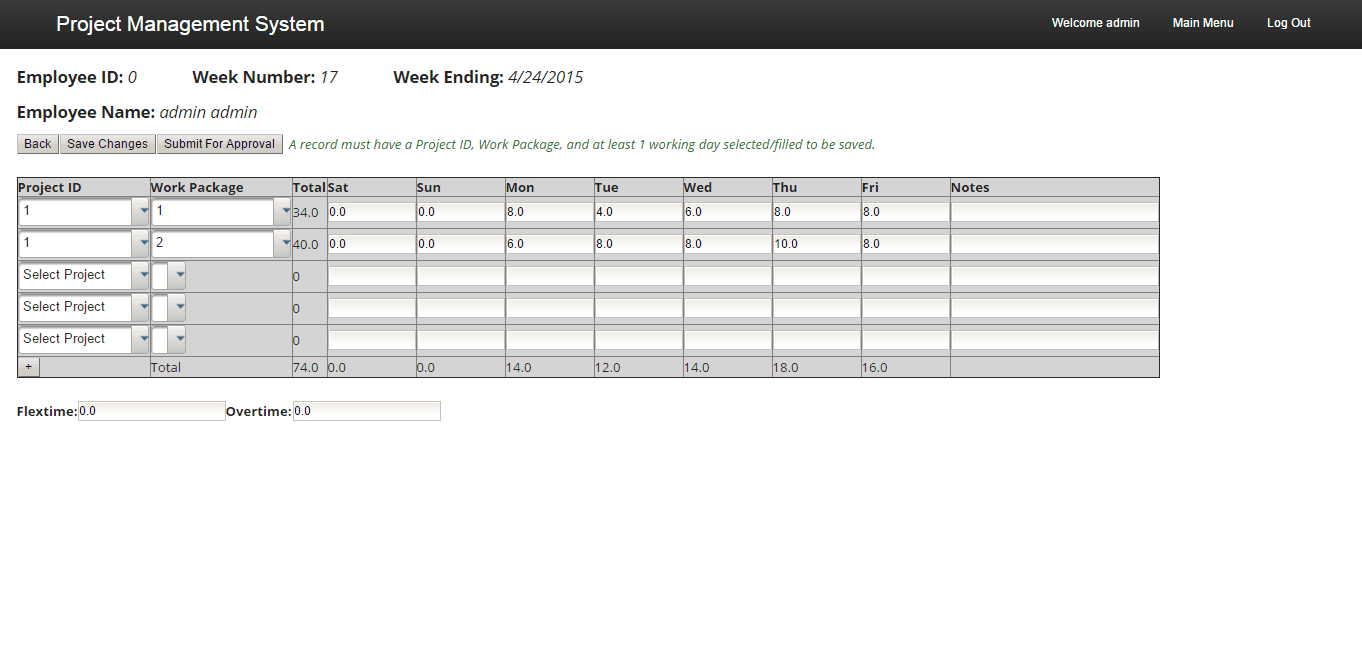 Project Management System Welcome admin Main Menu Log Out
Employee ID: 0 Week Number: 17 Week Ending: 4/24/2015
Employee Name: admin admin
Back Save Changes Submit For Approval A record must have a Project ID, Work Package, and at least 1 working day selected/filled to be saved.
Project ID Work Package Total Sat Sun Mon Tue Wed Thu Fri Notes
1 1 34.0 0.0 0.0 8.0 4.0 6.0 8.0 8.0
1 2 40.0 0.0 0.0 6.0 8.0 8.0 10.0 8.0
Select Project 0
Select Project 0
Select Project 0
+ Total 74.0 0.0 0.0 14.0 12.0 14.0 18.0 16.0
Flextime: 0.0 Overtime: 0.0